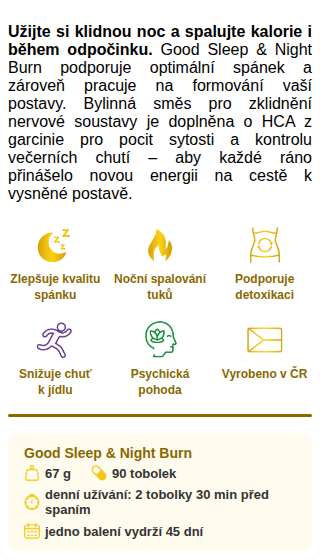 Užijte si klidnou noc a spalujte kalorie i
během odpočinku. Good Sleep & Night
Burn podporuje optimální spánek a
zároveň pracuje na formování vaší
postavy. Bylinná směs pro zklidnění
nervové soustavy je doplněna o HCA z
garcinie pro pocit sytosti a kontrolu
večerních chutí – aby každé ráno
přinášelo novou energii na cestě k
vysněné postavě.
Zlepšuje kvalitu
spánku
Noční spalování
tuků
Podporuje
detoxikaci
Snižuje chuť
k jídlu
Psychická
pohoda
Vyrobeno v ČR
Good Sleep & Night Burn
67 g 90 tobolek
denní užívání: 2 tobolky 30 min před
spaním
jedno balení vydrží 45 dní